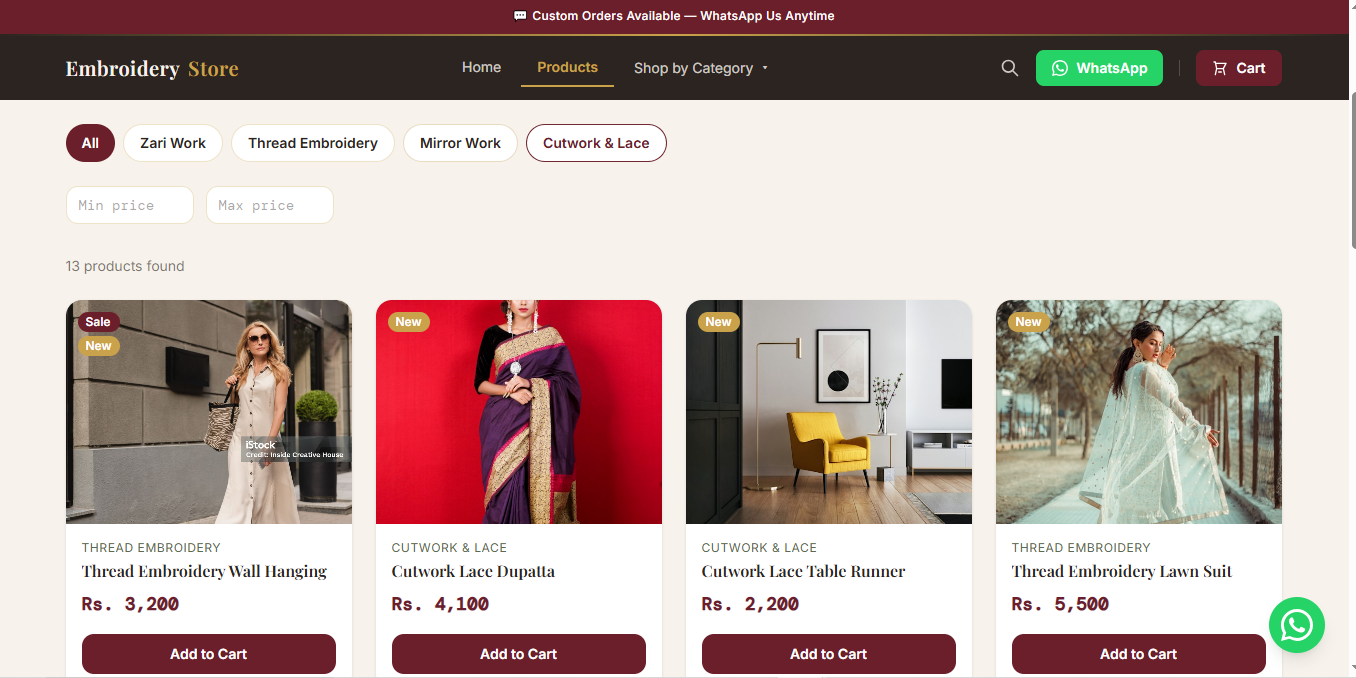 💬 Custom Orders Available — WhatsApp Us Anytime
Embroidery Store
Home
Products
Shop by Category
WhatsApp
Cart
All
Zari Work
Thread Embroidery
Mirror Work
Cutwork & Lace
Min price
Max price
13 products found
Sale
New
iStock
Credit: Inside Creative House
New
New
New
THREAD EMBROIDERY
Thread Embroidery Wall Hanging
Rs. 3,200
Add to Cart
CUTWORK & LACE
Cutwork Lace Dupatta
Rs. 4,100
Add to Cart
CUTWORK & LACE
Cutwork Lace Table Runner
Rs. 2,200
Add to Cart
THREAD EMBROIDERY
Thread Embroidery Lawn Suit
Rs. 5,500
Add to Cart